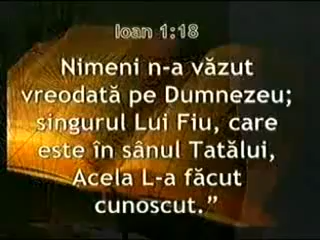 Ioan 1:18
Nimeni n-a văzut
vreodată pe Dumnezeu;
singurul Lui Fiu, care
este în sânul Tatălui,
Acela L-a făcut
cunoscut.”